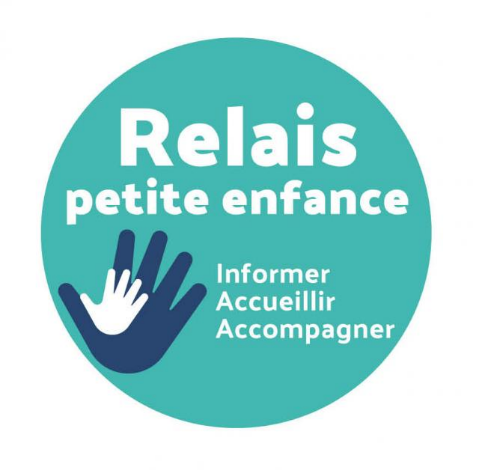 Relais
petite enfance
Informer
Accueillir
Accompagner